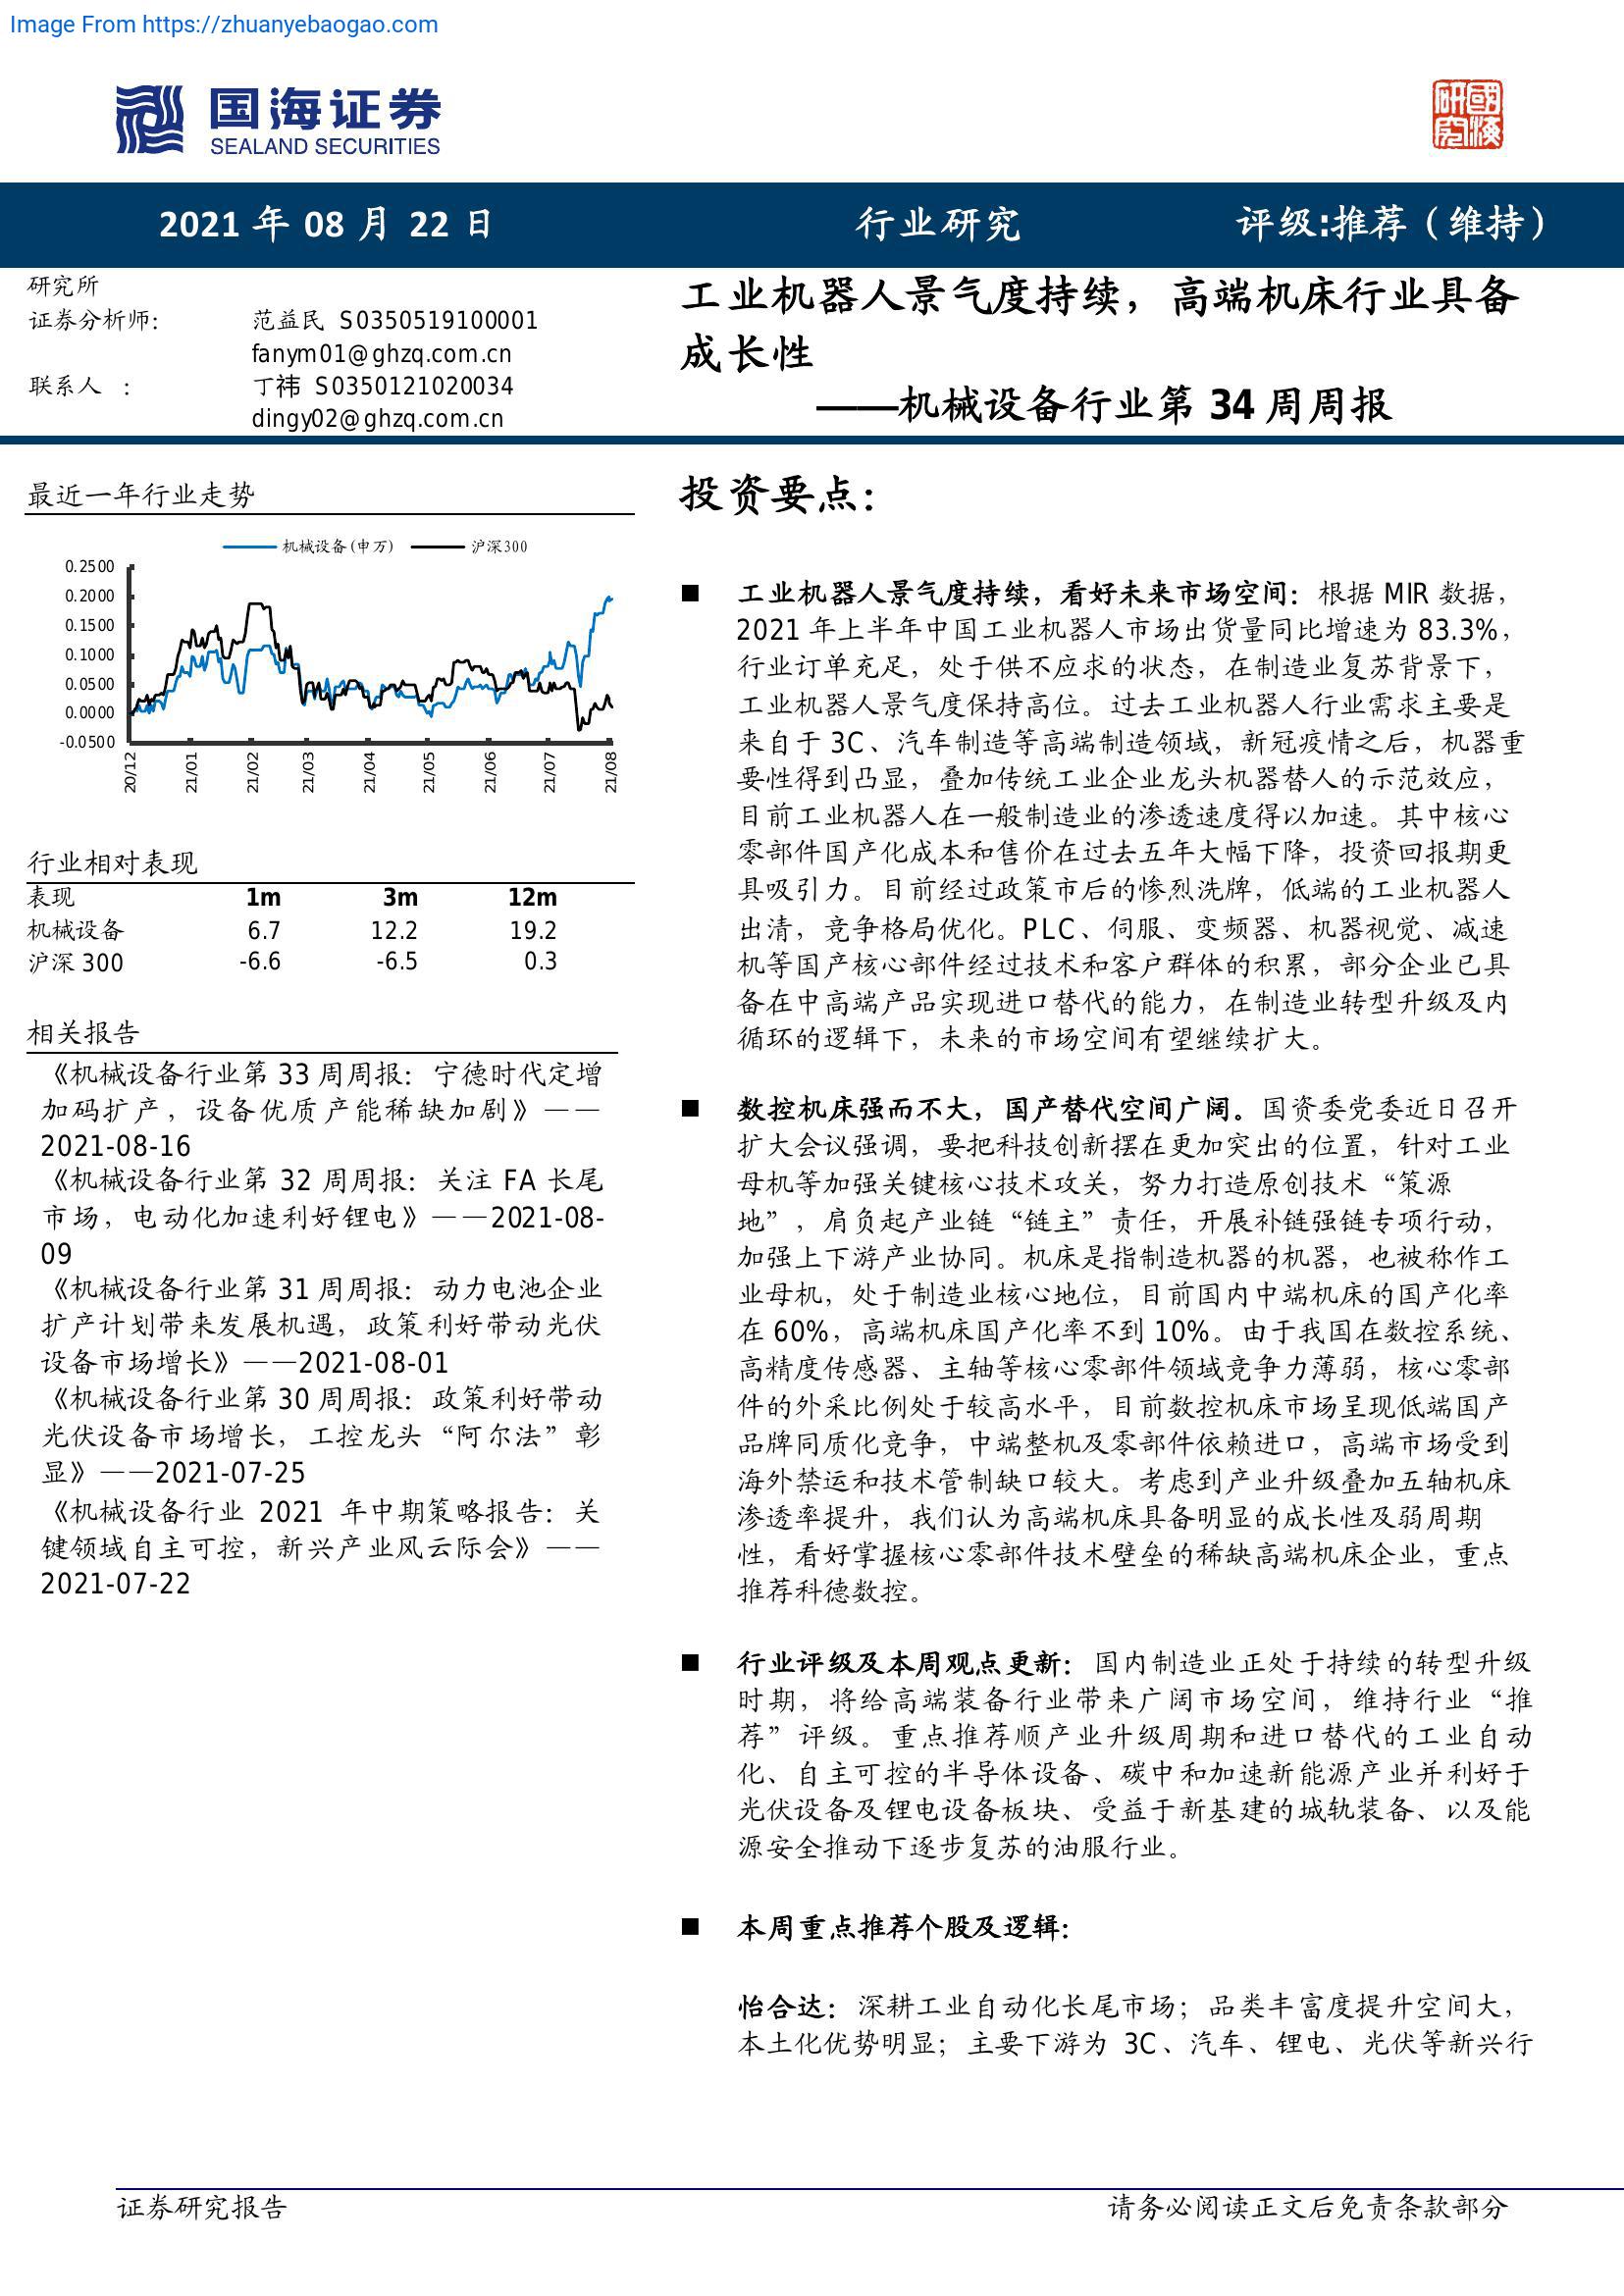 Image From https://zhuanyebaogao.com
国海证券
SEALAND SECURITIES
研究
國海
2021 年 08 月 22 日
行业研究
评级:推荐（维持）
研究所
证券分析师:
范益民 S0350519100001
fanym01@ghzq.com.cn
联系人 :
丁祎 S0350121020034
dingy02@ghzq.com.cn
工业机器人景气度持续，高端机床行业具备
成长性
——机械设备行业第 34 周周报
最近一年行业走势
机械设备(申万)
沪深300
0.2500
0.2000
0.1500
0.1000
0.0500
0.0000
-0.0500
20/12
21/01
21/02
21/03
21/04
21/05
21/06
21/07
21/08
行业相对表现
表现 1m 3m 12m
机械设备 6.7 12.2 19.2
沪深 300 -6.6 -6.5 0.3
相关报告
《机械设备行业第 33 周周报：宁德时代定增
加码扩产，设备优质产能稀缺加剧》——
2021-08-16
《机械设备行业第 32 周周报：关注 FA 长尾
市场，电动化加速利好锂电》——2021-08-
09
《机械设备行业第 31 周周报：动力电池企业
扩产计划带来发展机遇，政策利好带动光伏
设备市场增长》——2021-08-01
《机械设备行业第 30 周周报：政策利好带动
光伏设备市场增长，工控龙头“阿尔法”彰
显》——2021-07-25
《机械设备行业 2021 年中期策略报告：关
键领域自主可控，新兴产业风云际会》——
2021-07-22
投资要点：
■ 工业机器人景气度持续，看好未来市场空间：根据 MIR 数据，
2021 年上半年中国工业机器人市场出货量同比增速为 83.3%，
行业订单充足，处于供不应求的状态，在制造业复苏背景下，
工业机器人景气度保持高位。过去工业机器人行业需求主要是
来自于 3C、汽车制造等高端制造领域，新冠疫情之后，机器重
要性得到凸显，叠加传统工业企业龙头机器替人的示范效应，
目前工业机器人在一般制造业的渗透速度得以加速。其中核心
零部件国产化成本和售价在过去五年大幅下降，投资回报期更
具吸引力。目前经过政策市后的惨烈洗牌，低端的工业机器人
出清，竞争格局优化。PLC、伺服、变频器、机器视觉、减速
机等国产核心部件经过技术和客户群体的积累，部分企业已具
备在中高端产品实现进口替代的能力，在制造业转型升级及内
循环的逻辑下，未来的市场空间有望继续扩大。
■ 数控机床强而不大，国产替代空间广阔。国资委党委近日召开
扩大会议强调，要把科技创新摆在更加突出的位置，针对工业
母机等加强关键核心技术攻关，努力打造原创技术“策源
地”，肩负起产业链“链主”责任，开展补链强链专项行动，
加强上下游产业协同。机床是指制造机器的机器，也被称作工
业母机，处于制造业核心地位，目前国内中端机床的国产化率
在 60%，高端机床国产化率不到 10%。由于我国在数控系统、
高精度传感器、主轴等核心零部件领域竞争力薄弱，核心零部
件的外采比例处于较高水平，目前数控机床市场呈现低端国产
品牌同质化竞争，中端整机及零部件依赖进口，高端市场受到
海外禁运和技术管制缺口较大。考虑到产业升级叠加五轴机床
渗透率提升，我们认为高端机床具备明显的成长性及弱周期
性，看好掌握核心零部件技术壁垒的稀缺高端机床企业，重点
推荐科德数控。
■ 行业评级及本周观点更新：国内制造业正处于持续的转型升级
时期，将给高端装备行业带来广阔市场空间，维持行业“推
荐”评级。重点推荐顺产业升级周期和进口替代的工业自动
化、自主可控的半导体设备、碳中和加速新能源产业并利好于
光伏设备及锂电设备板块、受益于新基建的城轨装备、以及能
源安全推动下逐步复苏的油服行业。
■ 本周重点推荐个股及逻辑：
怡合达：深耕工业自动化长尾市场；品类丰富度提升空间大，
本土化优势明显；主要下游为 3C、汽车、锂电、光伏等新兴行
证券研究报告
请务必阅读正文后免责条款部分